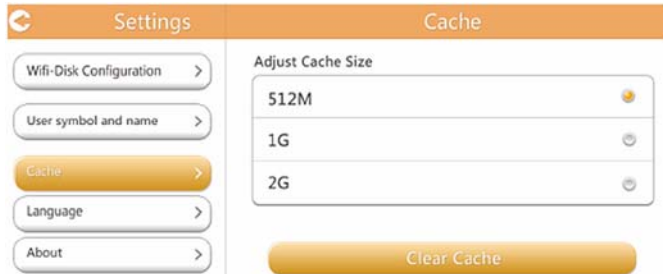 Settings
Cache
Wifi-Disk Configuration
User symbol and name
Cache
Language
About
Adjust Cache Size
512M
1G
2G
Clear Cache